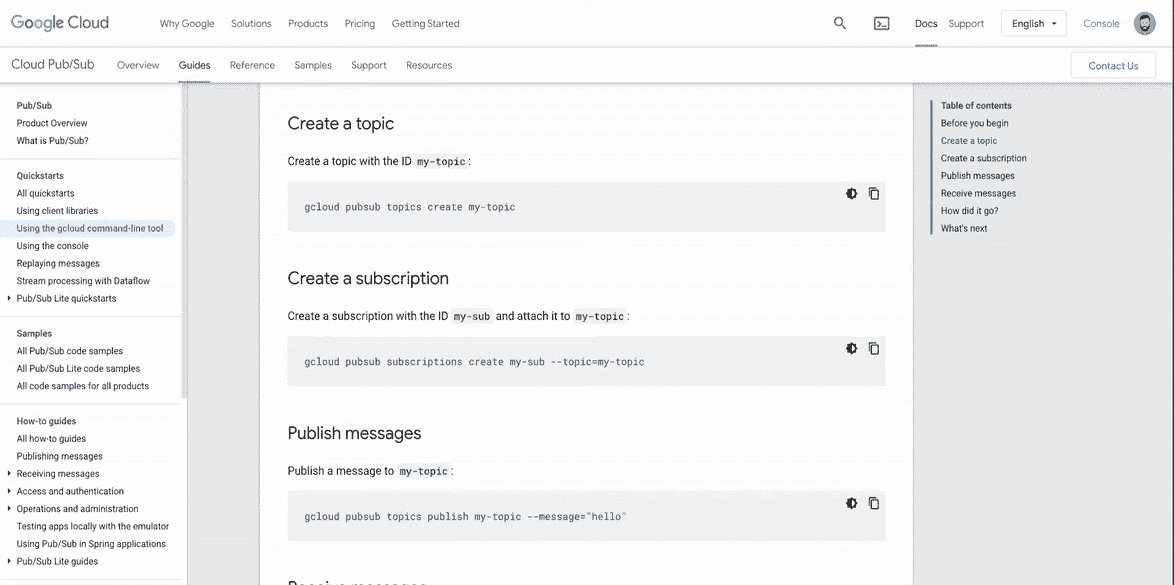 Google Cloud Why Google Solutions Products Pricing Getting Started Docs Support English Console
Cloud Pub/Sub Overview Guides Reference Samples Support Resources Contact Us
Pub/Sub
Product Overview
What is Pub/Sub?
Quickstarts
All quickstarts
Using client libraries
Using the gcloud command-line tool
Using the console
Replaying messages
Stream processing with Dataflow
Pub/Sub Lite quickstarts
Samples
All Pub/Sub code samples
All Pub/Sub Lite code samples
All code samples for all products
How-to guides
All how-to guides
Publishing messages
Receiving messages
Access and authentication
Operations and administration
Testing apps locally with the emulator
Using Pub/Sub in Spring applications
Pub/Sub Lite guides
Create a topic
Create a topic with the ID my-topic:
gcloud pubsub topics create my-topic
Create a subscription
Create a subscription with the ID my-sub and attach it to my-topic:
gcloud pubsub subscriptions create my-sub --topic=my-topic
Publish messages
Publish a message to my-topic:
gcloud pubsub topics publish my-topic --message="hello"
Receive messages
Table of contents
Before you begin
Create a topic
Create a subscription
Publish messages
Receive messages
How did it go?
What's next